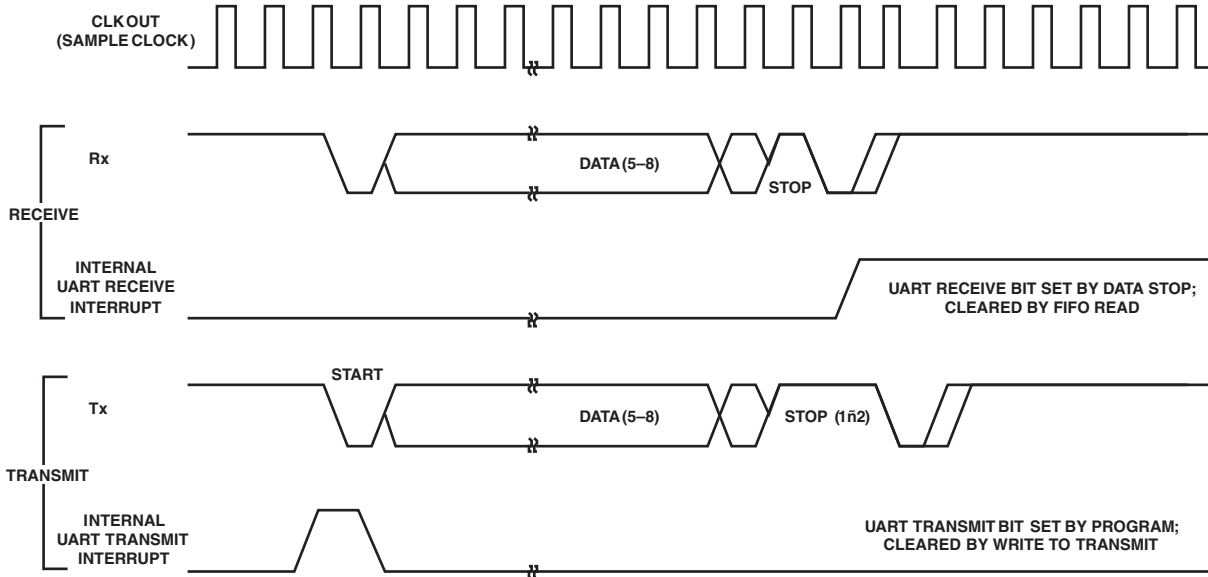 CLKOUT
(SAMPLE CLOCK)
Rx
DATA (5–8)
STOP
RECEIVE
INTERNAL
UART RECEIVE
INTERRUPT
UART RECEIVE BIT SET BY DATA STOP;
CLEARED BY FIFO READ
START
Tx
DATA (5–8)
STOP (1ñ2)
TRANSMIT
INTERNAL
UART TRANSMIT
INTERRUPT
UART TRANSMIT BIT SET BY PROGRAM;
CLEARED BY WRITE TO TRANSMIT